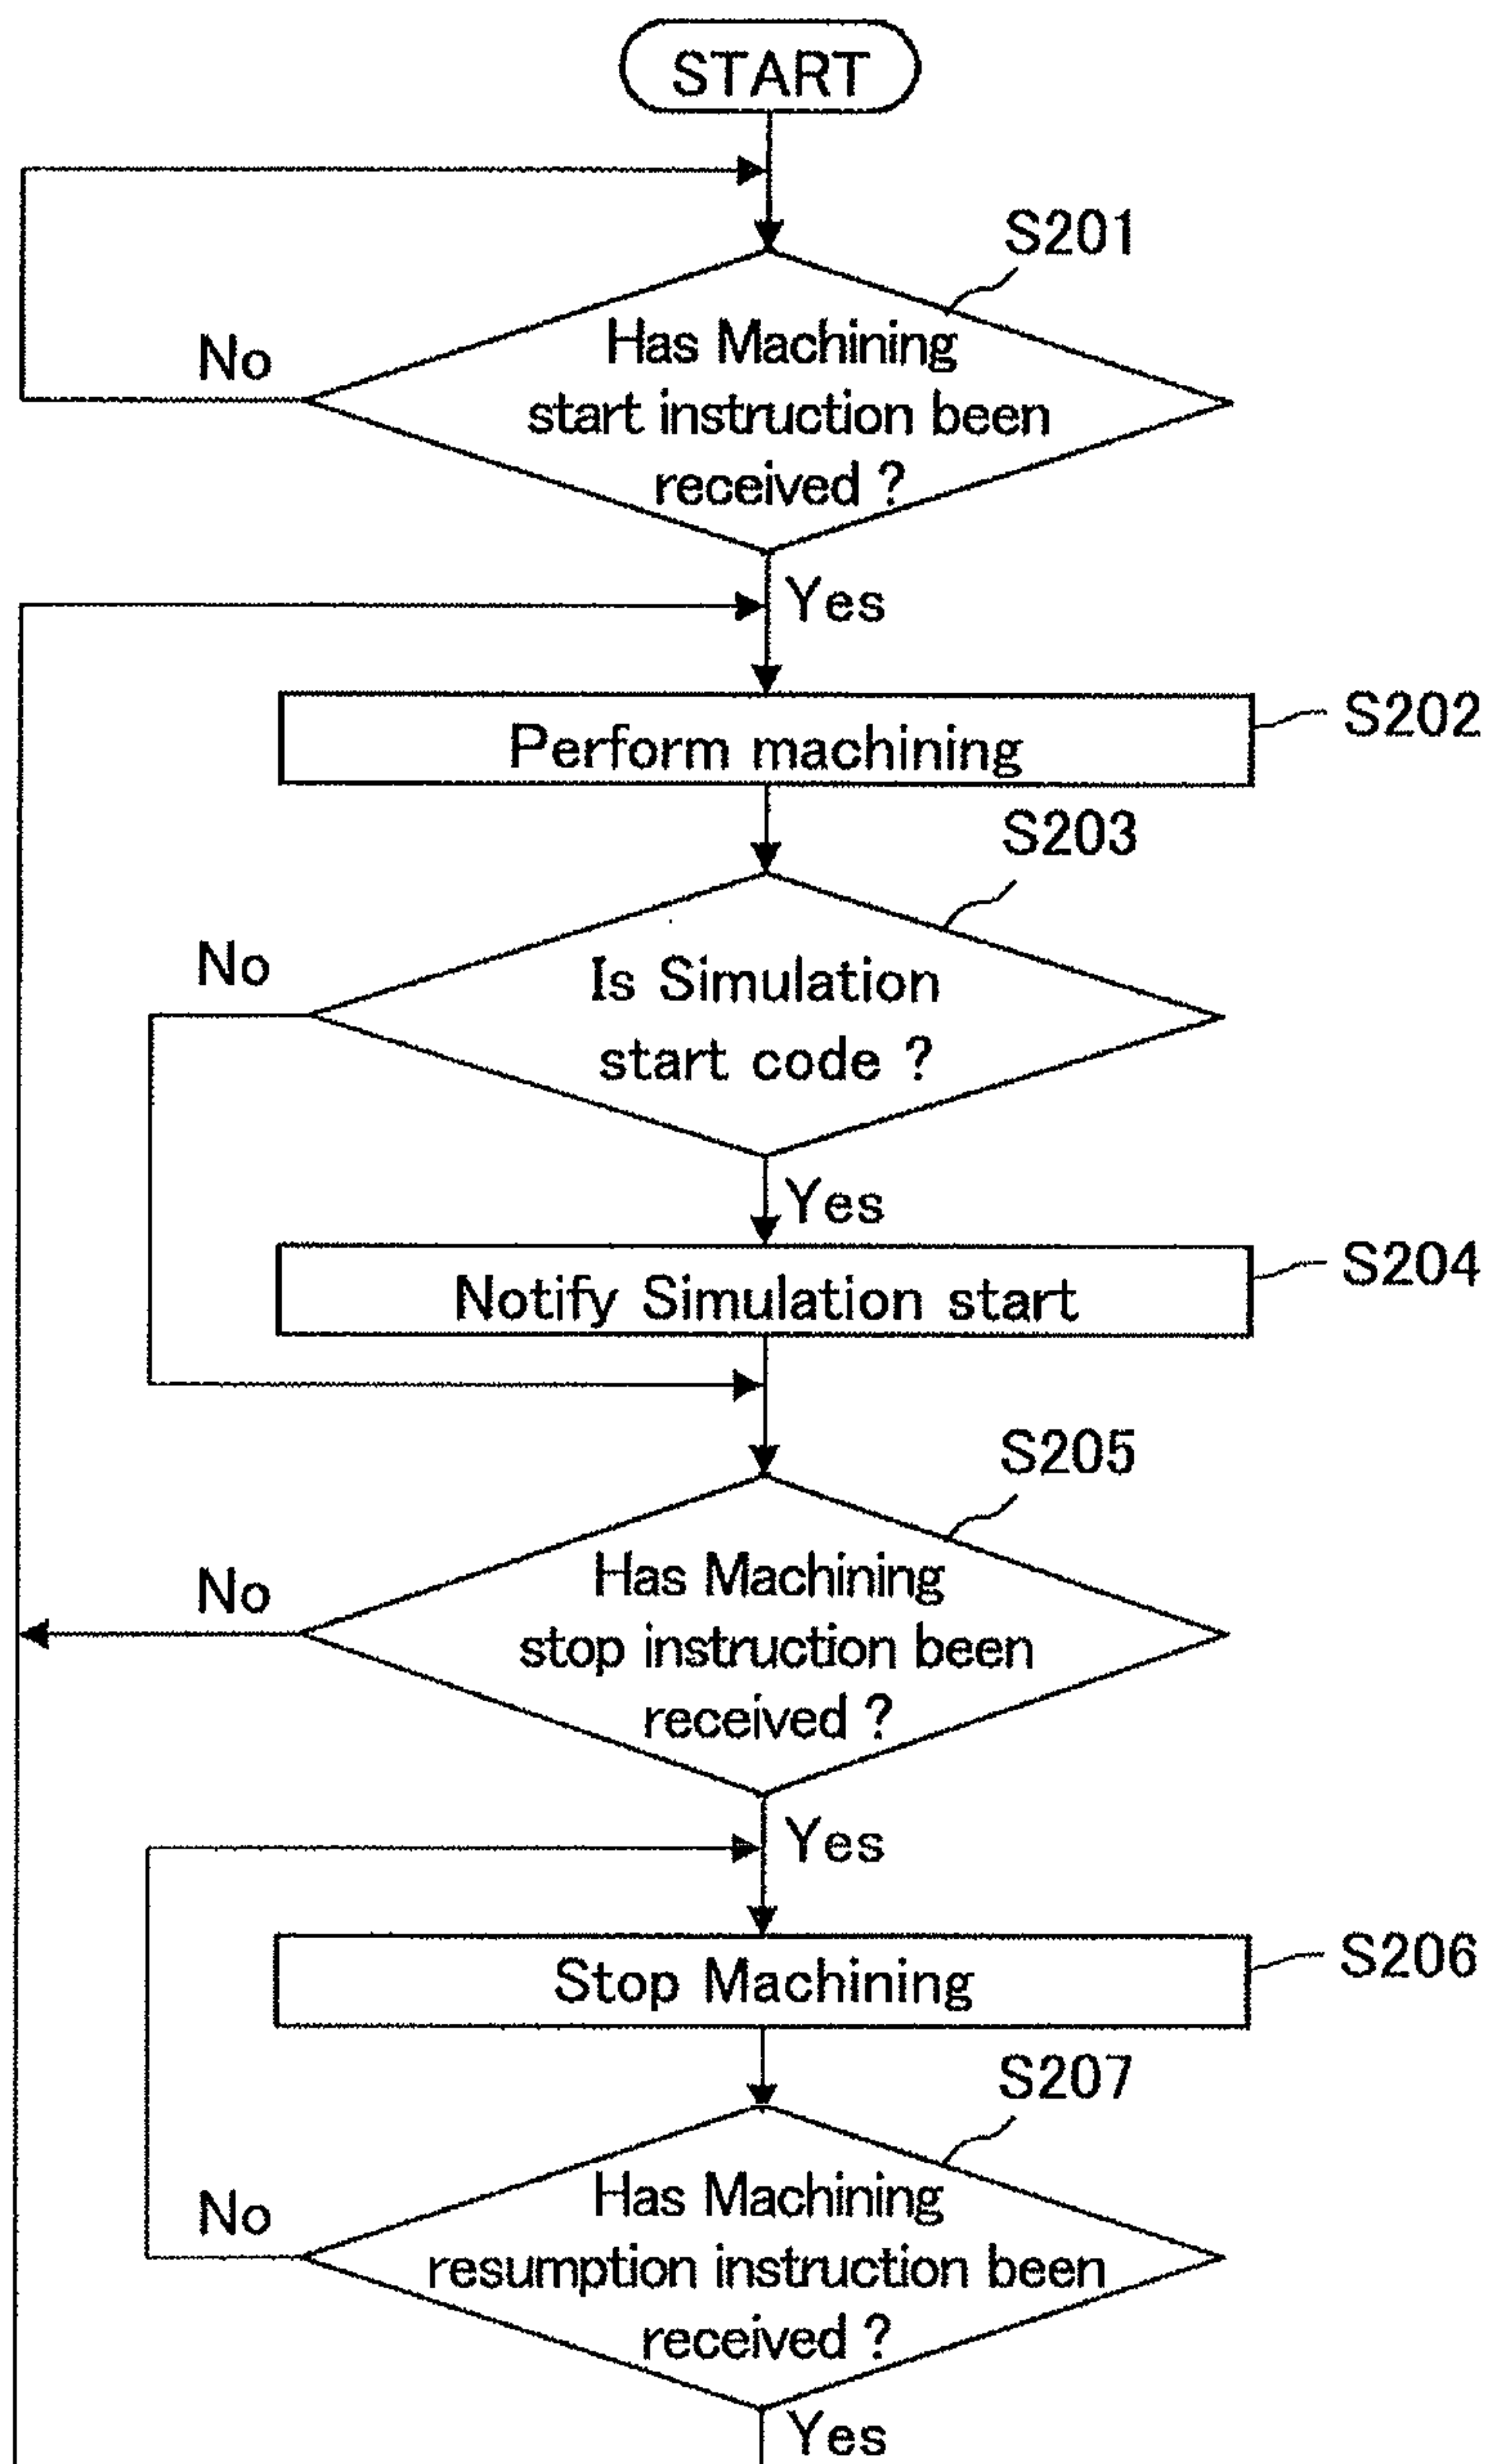 START
S201
Has Machining
start instruction been
received ?
No
Yes
Perform machining
S202
S203
Is Simulation
start code ?
No
Yes
Notify Simulation start
S204
S205
Has Machining
stop instruction been
received ?
No
Yes
Stop Machining
S206
S207
Has Machining
resumption instruction been
received ?
No
Yes